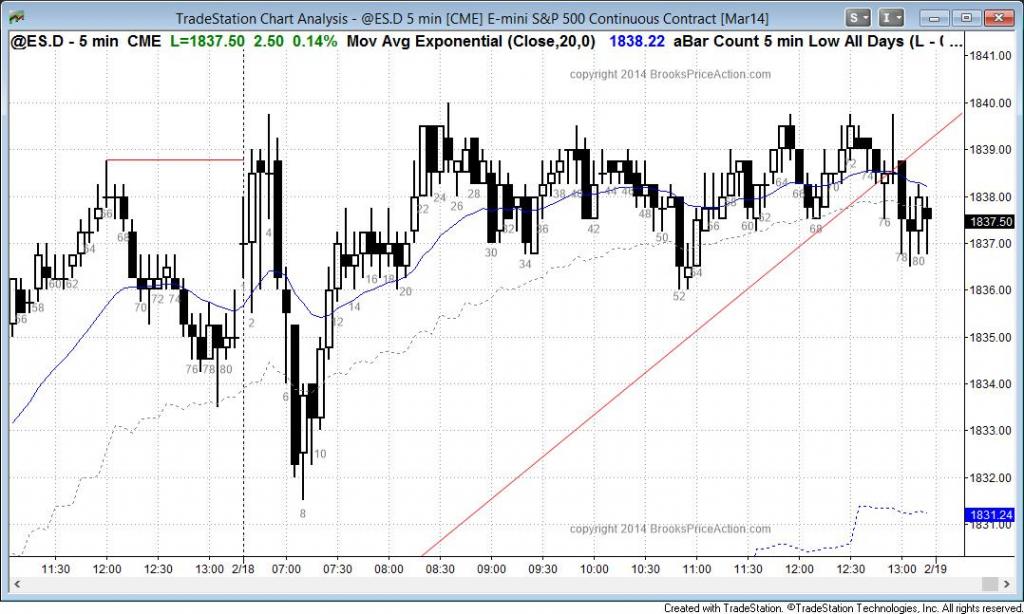 TradeStation Chart Analysis - @ES.D 5 min [CME] E-mini S&P 500 Continuous Contract [Mar14]
S I
@ES.D - 5 min CME L=1837.50 2.50 0.14% Mov Avg Exponential (Close,20,0) 1838.22 aBar Count 5 min Low All Days (L - ( ...
copyright 2014 BrooksPriceAction.com
1841.00
1840.00
1839.00
1838.00
1837.50
1837.00
1836.00
1835.00
1834.00
1833.00
1832.00
1831.24
1831.00
56 58 60 62 64 66 68 70 72 74 76 78 80
2 4 6 8 10 12 14 16 18 20 22 24 26 28 30 32 34 36 38 40 42 44 46 48 50 52 54 56 58 60 62 64 66 68 70 72 74 76 78 80
copyright 2014 BrooksPriceAction.com
11:30 12:00 12:30 13:00 2/18 07:00 07:30 08:00 08:30 09:00 09:30 10:00 10:30 11:00 11:30 12:00 12:30 13:00 2/19
Created with TradeStation. ©TradeStation Technologies, Inc. All rights reserved.